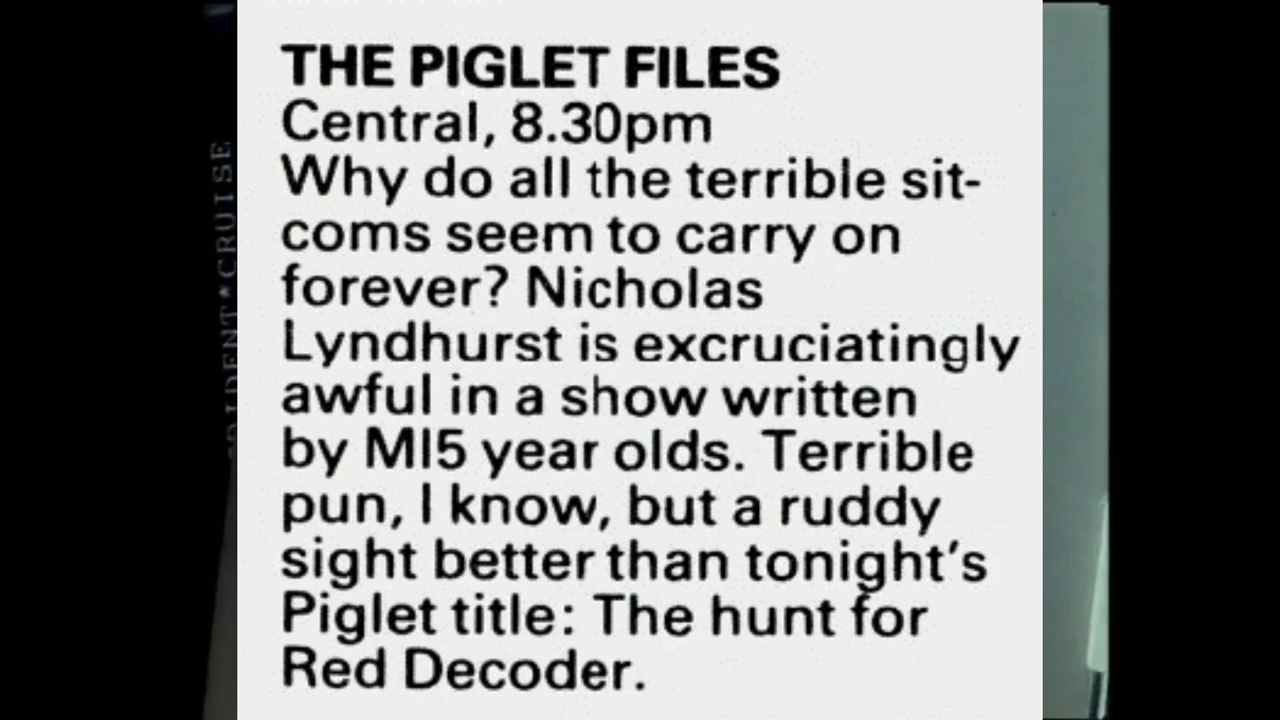 THE PIGLET FILES
Central, 8.30pm
Why do all the terrible sit-
coms seem to carry on
forever? Nicholas
Lyndhurst is excruciatingly
awful in a show written
by MI5 year olds. Terrible
pun, I know, but a ruddy
sight better than tonight's
Piglet title: The hunt for
Red Decoder.
CRUISE